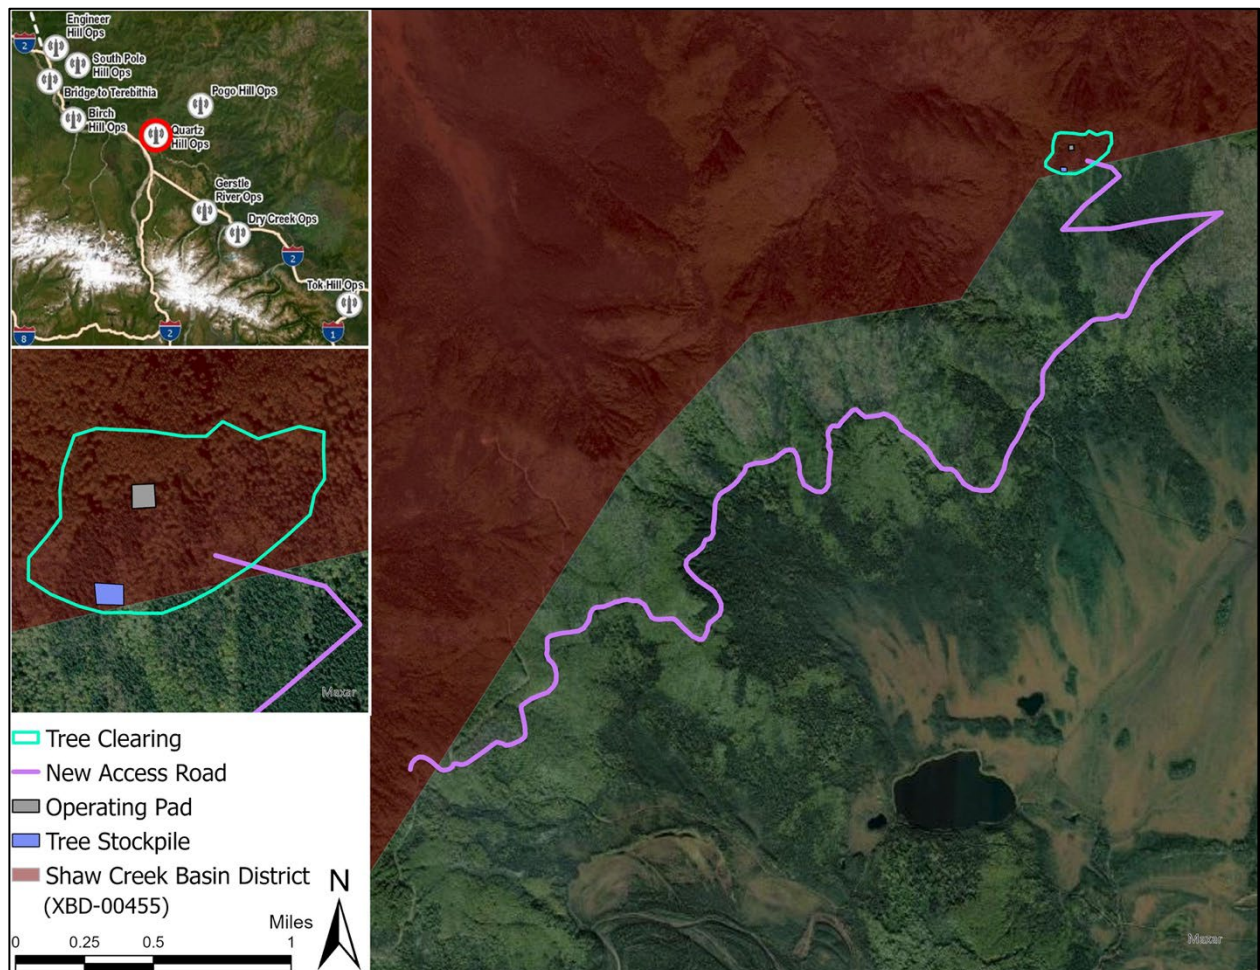 Engineer
Hill Ops
2
South Pole
Hill Ops
Bridge to Terebithia
Birch
Hill Ops
Pogo Hill Ops
Quartz
Hill Ops
Gerstle
River Ops
Dry Creek Ops
2
Tok Hill Ops
8
2
1
Maxar
Tree Clearing
New Access Road
Operating Pad
Tree Stockpile
Shaw Creek Basin District
(XBD-00455)
N
Miles
0 0.25 0.5 1
Maxar